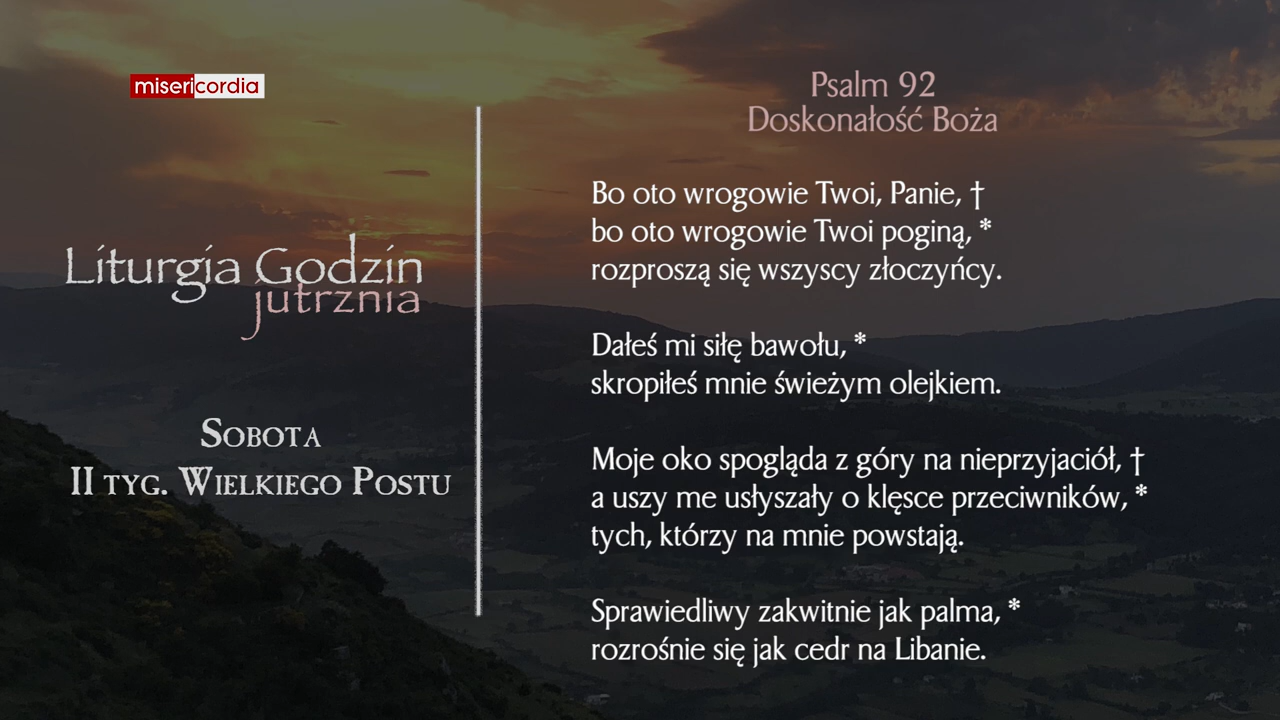 misericordia
Liturgia Godzin
jutrznia
Sobota
II tyg. Wielkiego Postu
Psalm 92
Doskonałość Boża
Bo oto wrogowie Twoi, Panie, †
bo oto wrogowie Twoi poginą, *
rozproszą się wszyscy złoczyńcy.
Dałeś mi siłę bawołu, *
skropiłeś mnie świeżym olejkiem.
Moje oko spogląda z góry na nieprzyjaciół, †
a uszy me usłyszały o klęsce przeciwników, *
tych, którzy na mnie powstają.
Sprawiedliwy zakwitnie jak palma, *
rozrośnie się jak cedr na Libanie.